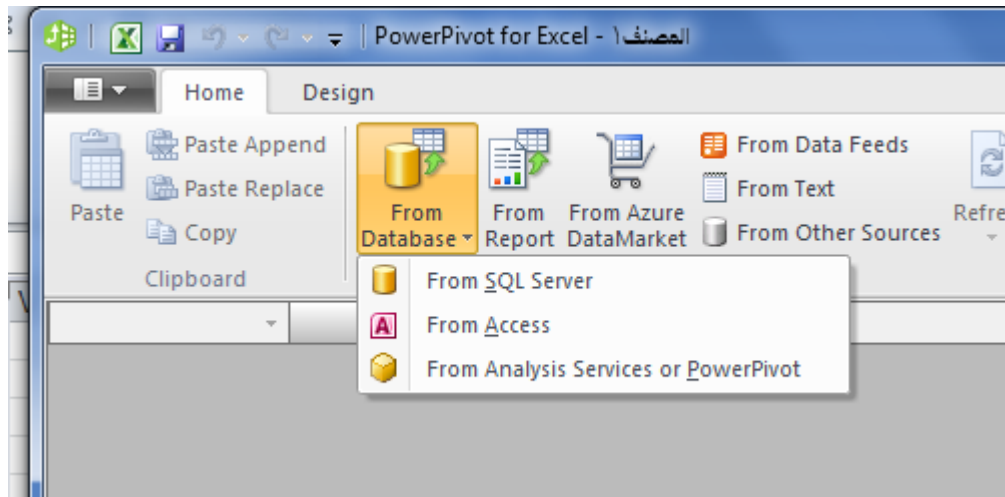 PowerPivot for Excel - المصنف١
Home Design
Paste
Paste Append
Paste Replace
Copy
Clipboard
From Database
From Report
From Azure DataMarket
From Data Feeds
From Text
From Other Sources
From SQL Server
From Access
From Analysis Services or PowerPivot